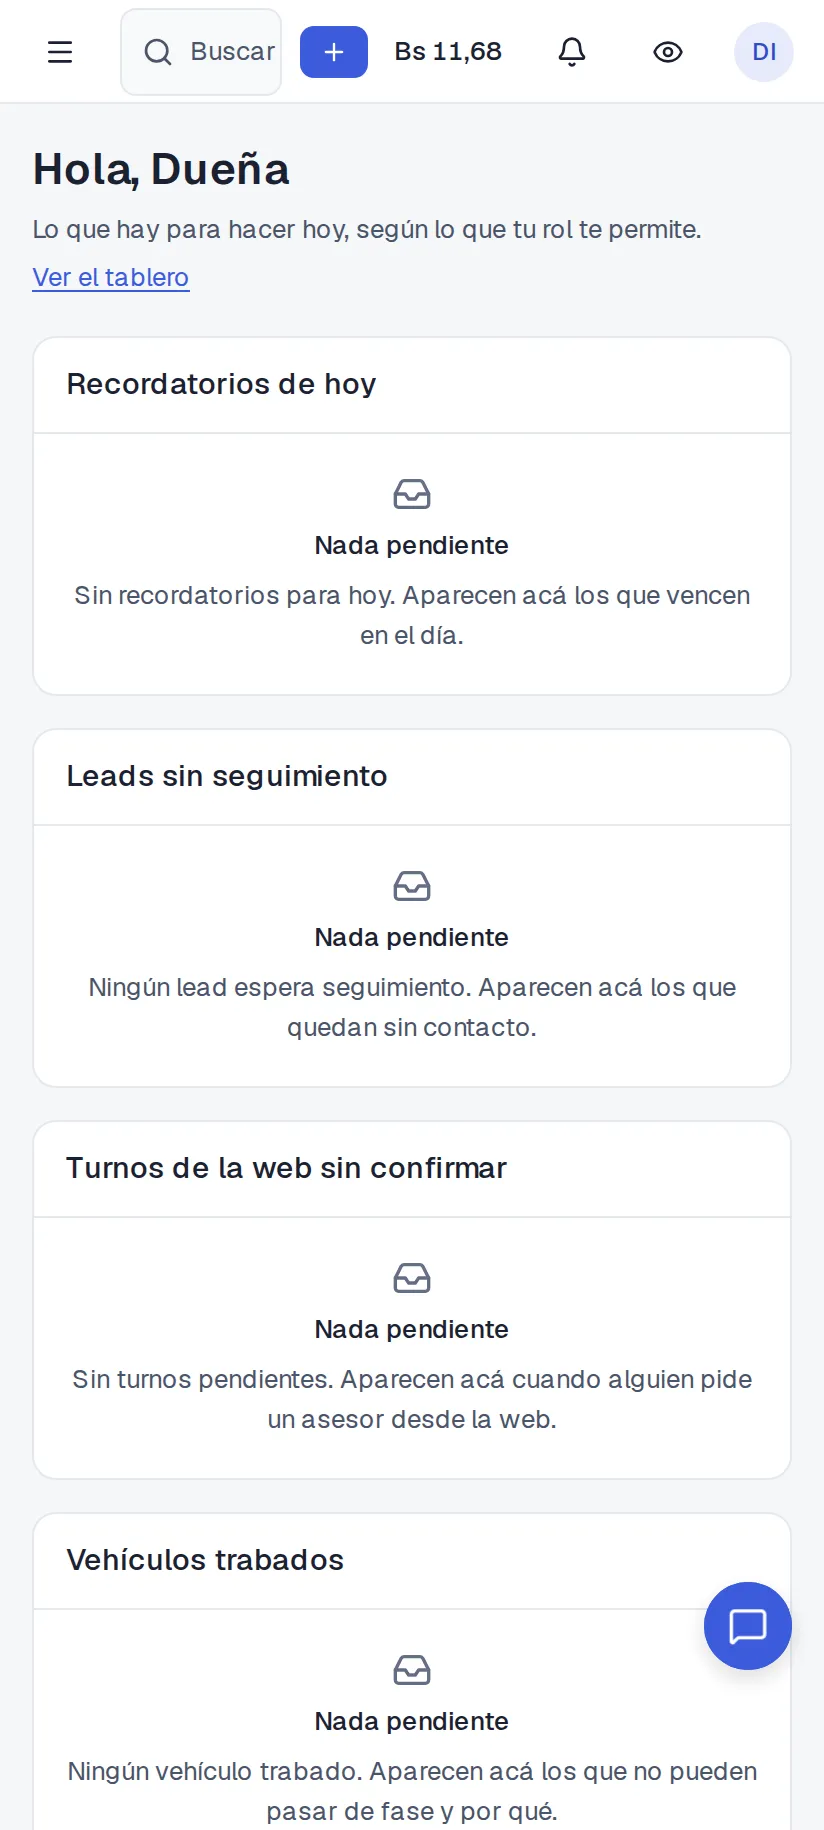 Buscar
Bs 11,68
DI
Hola, Dueña
Lo que hay para hacer hoy, según lo que tu rol te permite.
Ver el tablero
Recordatorios de hoy
Nada pendiente
Sin recordatorios para hoy. Aparecen acá los que vencen
en el día.
Leads sin seguimiento
Nada pendiente
Ningún lead espera seguimiento. Aparecen acá los que
quedan sin contacto.
Turnos de la web sin confirmar
Nada pendiente
Sin turnos pendientes. Aparecen acá cuando alguien pide
un asesor desde la web.
Vehículos trabados
Nada pendiente
Ningún vehículo trabado. Aparecen acá los que no pueden
pasar de fase y por qué.